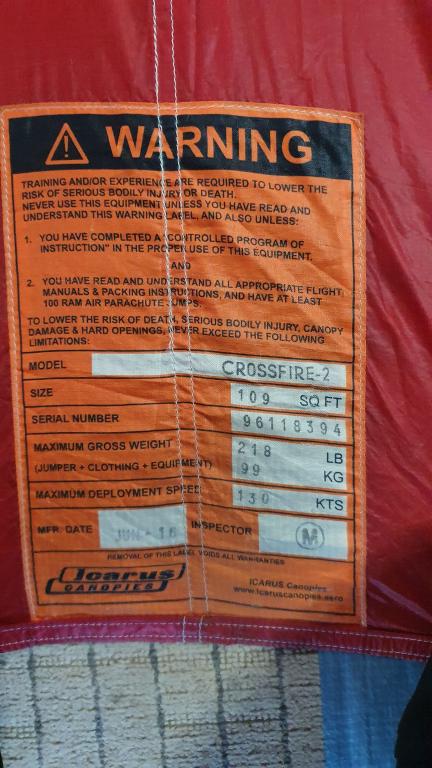 WARNING
TRAINING AND/OR EXPERIENCE ARE REQUIRED TO LOWER THE
RISK OF SERIOUS BODILY INJURY OR DEATH.
NEVER USE THIS EQUIPMENT UNLESS YOU HAVE READ AND
UNDERSTAND THIS WARNING LABEL, AND ALSO UNLESS:
1. YOU HAVE COMPLETED A "CONTROLLED PROGRAM OF
INSTRUCTION" IN THE PROPER USE OF THIS EQUIPMENT,
AND
2. YOU HAVE READ AND UNDERSTAND ALL APPROPRIATE FLIGHT
MANUALS & PACKING INSTRUCTIONS, AND HAVE AT LEAST
100 RAM AIR PARACHUTE JUMPS.
TO LOWER THE RISK OF DEATH, SERIOUS BODILY INJURY, CANOPY
DAMAGE & HARD OPENINGS, NEVER EXCEED THE FOLLOWING
LIMITATIONS:
MODEL CROSSFIRE-2
SIZE 109 SQ FT
SERIAL NUMBER 96118394
MAXIMUM GROSS WEIGHT 218 LB
(JUMPER + CLOTHING + EQUIPMENT) 99 KG
MAXIMUM DEPLOYMENT SPEED 130 KTS
MFR. DATE JUN - 16 INSPECTOR M
REMOVAL OF THIS LABEL VOIDS ALL WARRANTIES
Icarus CANOPIES
ICARUS Canopies
www.icaruscanopies.aero